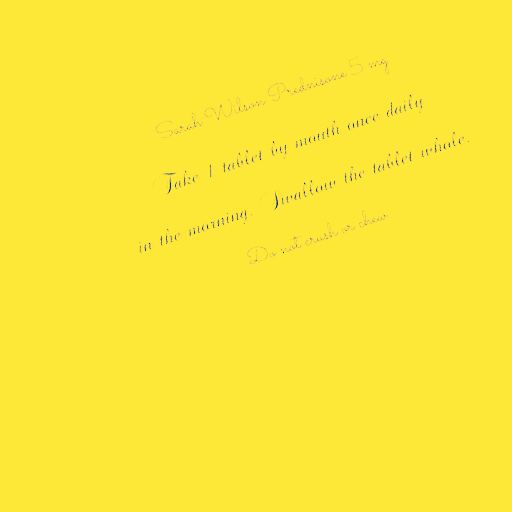 Sarah Wilson Prednisone 5 mg
Take 1 tablet by mouth once daily
in the morning. Swallow the tablet whole.
Do not crush or chew